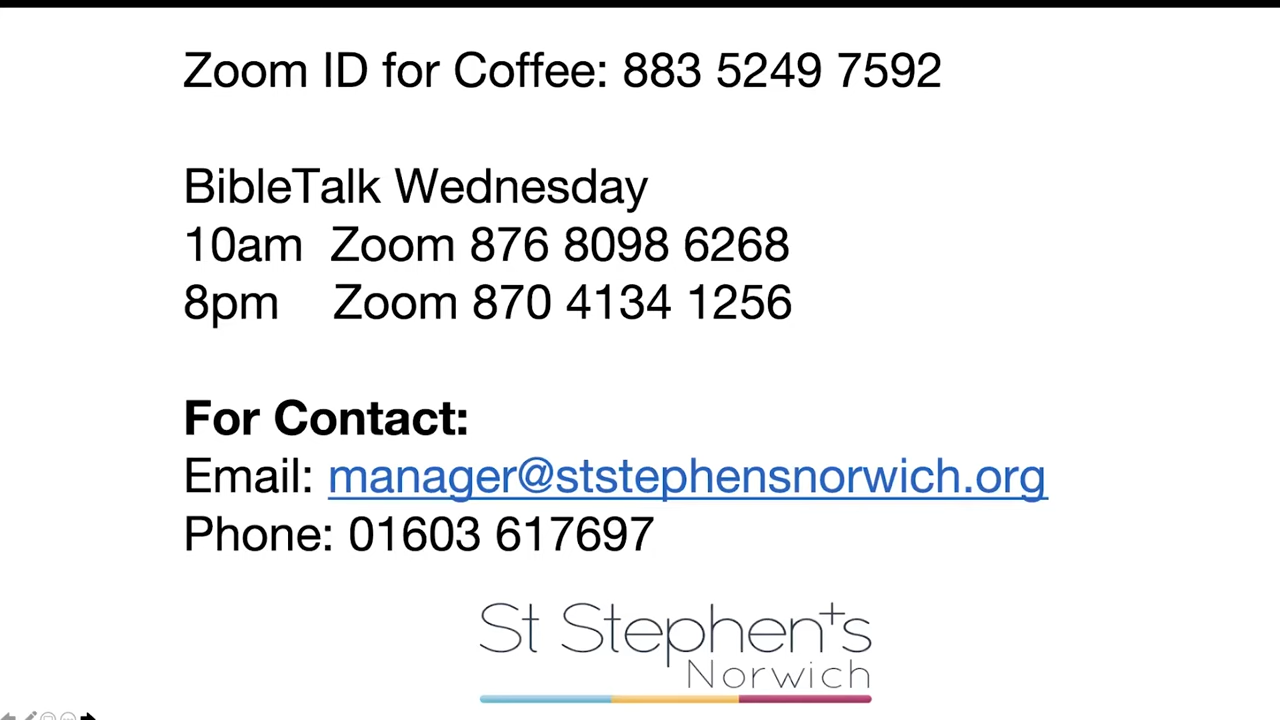 Zoom ID for Coffee: 883 5249 7592
BibleTalk Wednesday
10am Zoom 876 8098 6268
8pm Zoom 870 4134 1256
For Contact:
Email: manager@ststephensnorwich.org
Phone: 01603 617697
St Stephen's
Norwich